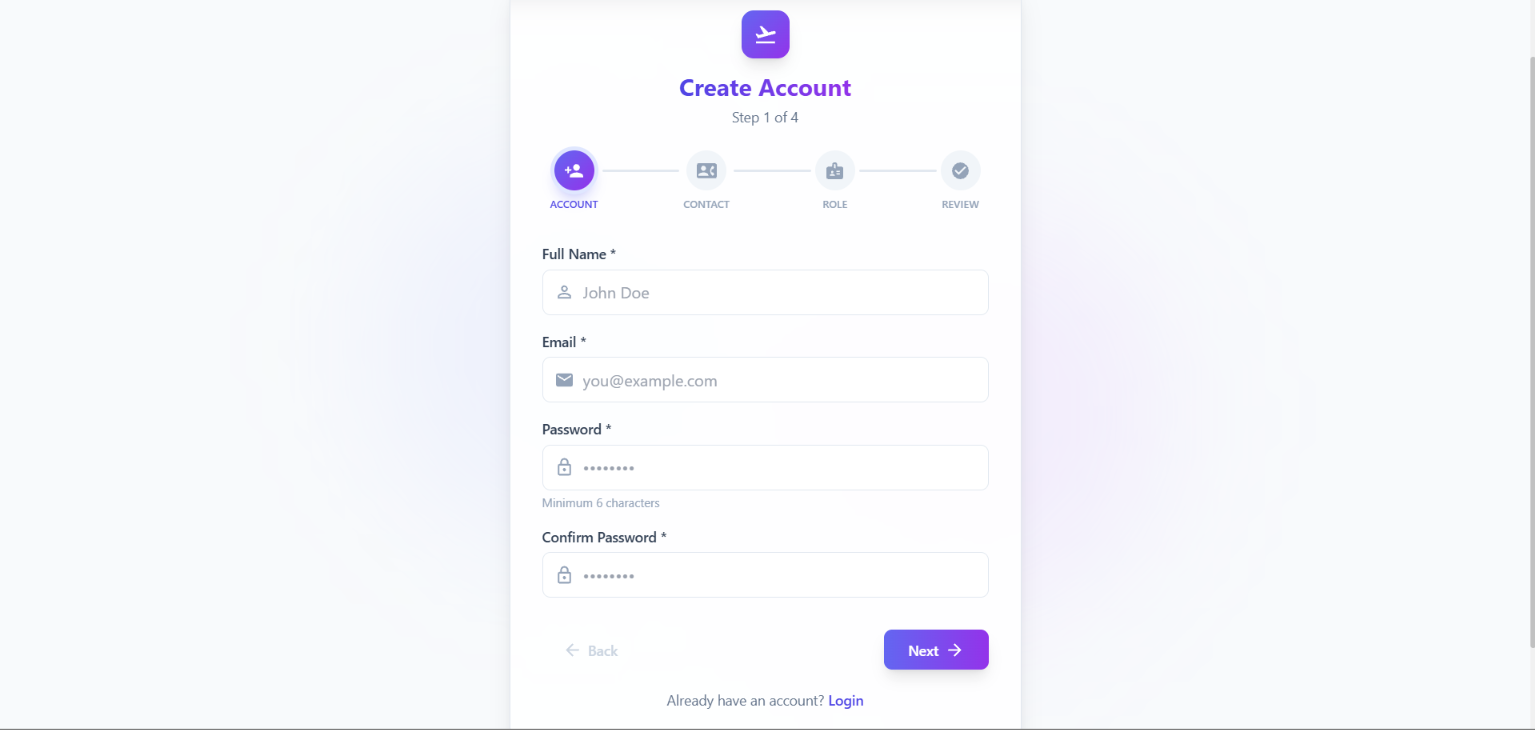 Create Account
Step 1 of 4
ACCOUNT CONTACT ROLE REVIEW
Full Name *
John Doe
Email *
you@example.com
Password *
••••••••
Minimum 6 characters
Confirm Password *
••••••••
Back Next
Already have an account? Login